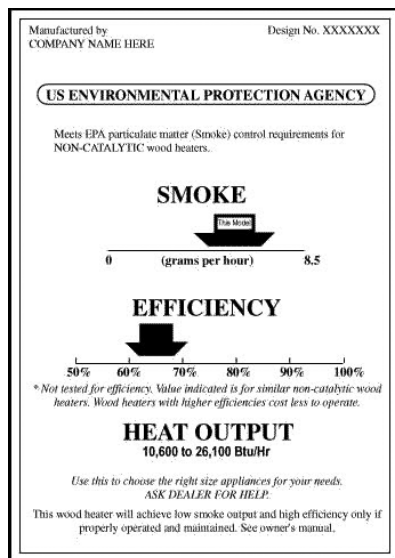 Manufactured by Design No. XXXXXXX
COMPANY NAME HERE
US ENVIRONMENTAL PROTECTION AGENCY
Meets EPA particulate matter (Smoke) control requirements for
NON-CATALYTIC wood heaters.
SMOKE
This Model
0 (grams per hour) 8.5
EFFICIENCY
50% 60% 70% 80% 90% 100%
* Not tested for efficiency. Value indicated is for similar non-catalytic wood
heaters. Wood heaters with higher efficiencies cost less to operate.
HEAT OUTPUT
10,600 to 26,100 Btu/Hr
Use this to choose the right size appliances for your needs.
ASK DEALER FOR HELP.
This wood heater will achieve low smoke output and high efficiency only if
properly operated and maintained. See owner's manual.